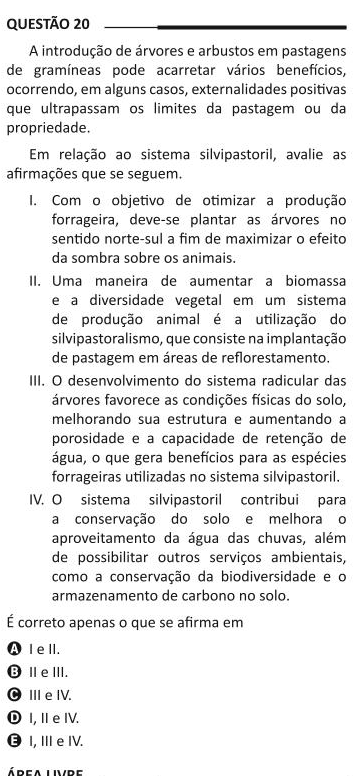 QUESTÃO 20
A introdução de árvores e arbustos em pastagens
de gramíneas pode acarretar vários benefícios,
ocorrendo, em alguns casos, externalidades positivas
que ultrapassam os limites da pastagem ou da
propriedade.
Em relação ao sistema silvipastoril, avalie as
afirmações que se seguem.
I. Com o objetivo de otimizar a produção
forrageira, deve-se plantar as árvores no
sentido norte-sul a fim de maximizar o efeito
da sombra sobre os animais.
II. Uma maneira de aumentar a biomassa
e a diversidade vegetal em um sistema
de produção animal é a utilização do
silvipastoralismo, que consiste na implantação
de pastagem em áreas de reflorestamento.
III. O desenvolvimento do sistema radicular das
árvores favorece as condições físicas do solo,
melhorando sua estrutura e aumentando a
porosidade e a capacidade de retenção de
água, o que gera benefícios para as espécies
forrageiras utilizadas no sistema silvipastoril.
IV. O sistema silvipastoril contribui para
a conservação do solo e melhora o
aproveitamento da água das chuvas, além
de possibilitar outros serviços ambientais,
como a conservação da biodiversidade e o
armazenamento de carbono no solo.
É correto apenas o que se afirma em
A I e II.
B II e III.
C III e IV.
D I, II e IV.
E I, III e IV.
ÁREA LIVRE